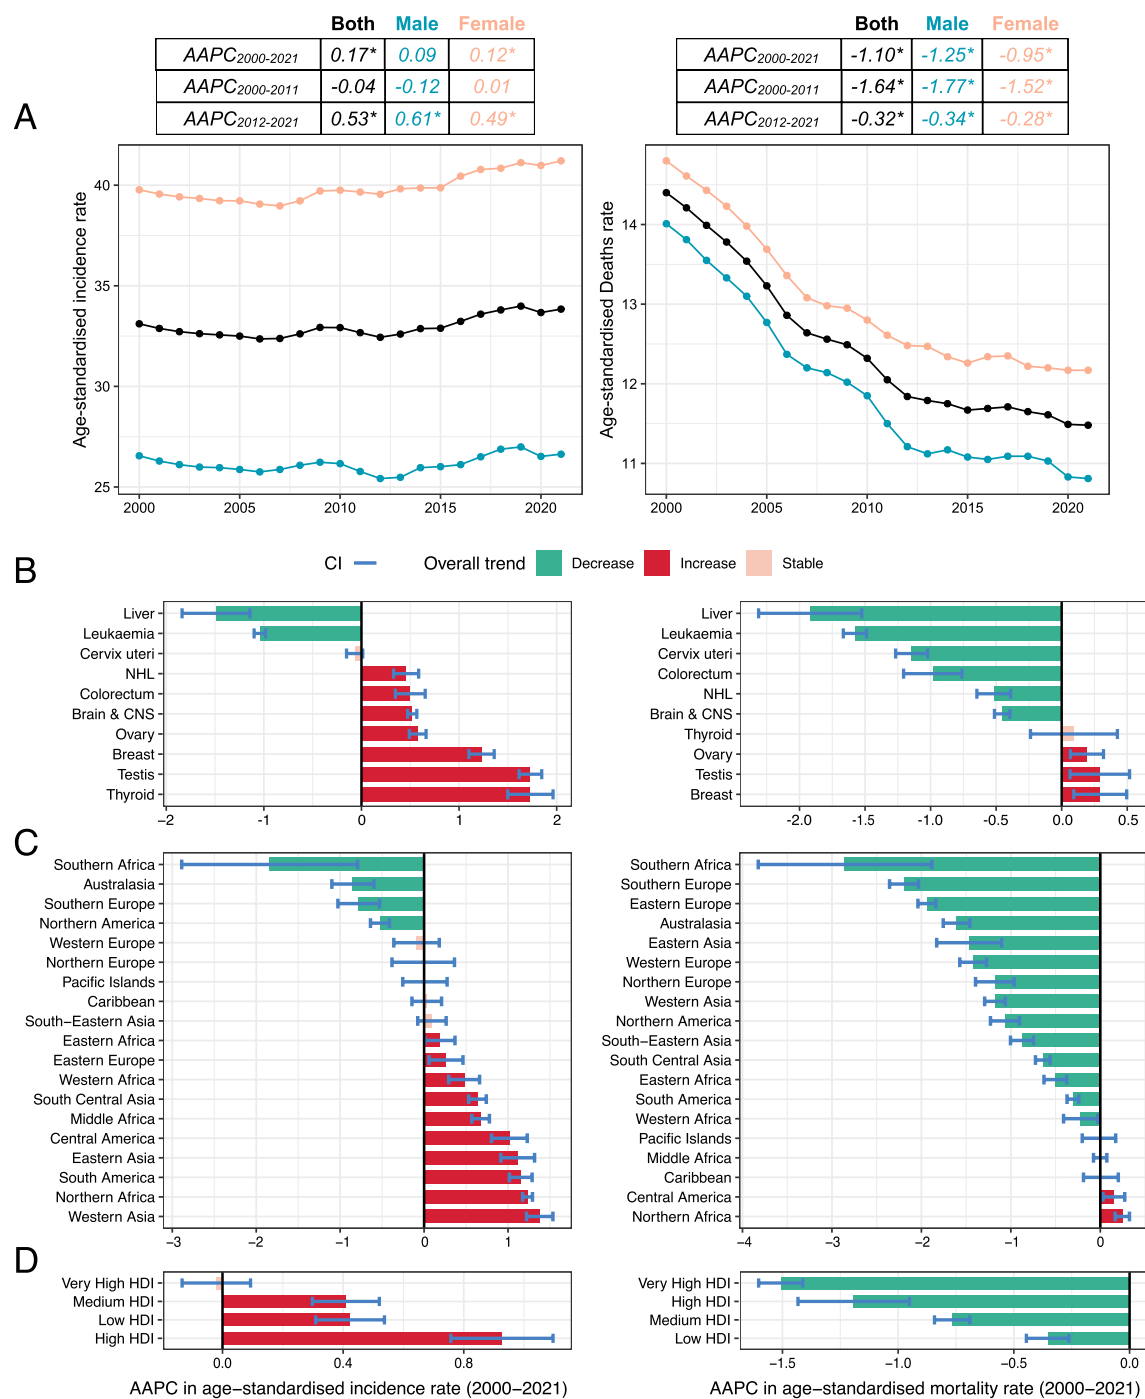 Both Male Female
AAPC2000-2021 0.17* 0.09 0.12*
AAPC2000-2011 -0.04 -0.12 0.01
AAPC2012-2021 0.53* 0.61* 0.49*
Both Male Female
AAPC2000-2021 -1.10* -1.25* -0.95*
AAPC2000-2011 -1.64* -1.77* -1.52*
AAPC2012-2021 -0.32* -0.34* -0.28*
A
Age-standardised incidence rate
40
35
30
25
2000 2005 2010 2015 2020
Age-standardised Deaths rate
14
13
12
11
2000 2005 2010 2015 2020
B
CI Overall trend Decrease Increase Stable
Liver
Leukaemia
Cervix uteri
NHL
Colorectum
Brain & CNS
Ovary
Breast
Testis
Thyroid
−2 −1 0 1 2
Liver
Leukaemia
Cervix uteri
Colorectum
NHL
Brain & CNS
Thyroid
Ovary
Testis
Breast
-2.0 -1.5 -1.0 -0.5 0.0 0.5
C
Southern Africa
Australasia
Southern Europe
Northern America
Western Europe
Northern Europe
Pacific Islands
Caribbean
South−Eastern Asia
Eastern Africa
Eastern Europe
Western Africa
South Central Asia
Middle Africa
Central America
Eastern Asia
South America
Northern Africa
Western Asia
−3 −2 −1 0 1
Southern Africa
Southern Europe
Eastern Europe
Australasia
Eastern Asia
Western Europe
Northern Europe
Western Asia
Northern America
South−Eastern Asia
South Central Asia
Eastern Africa
South America
Western Africa
Pacific Islands
Middle Africa
Caribbean
Central America
Northern Africa
−4 −3 −2 −1 0
D
Very High HDI
Medium HDI
Low HDI
High HDI
0.0 0.4 0.8
AAPC in age−standardised incidence rate (2000−2021)
Very High HDI
High HDI
Medium HDI
Low HDI
−1.5 −1.0 −0.5 0.0
AAPC in age−standardised mortality rate (2000−2021)